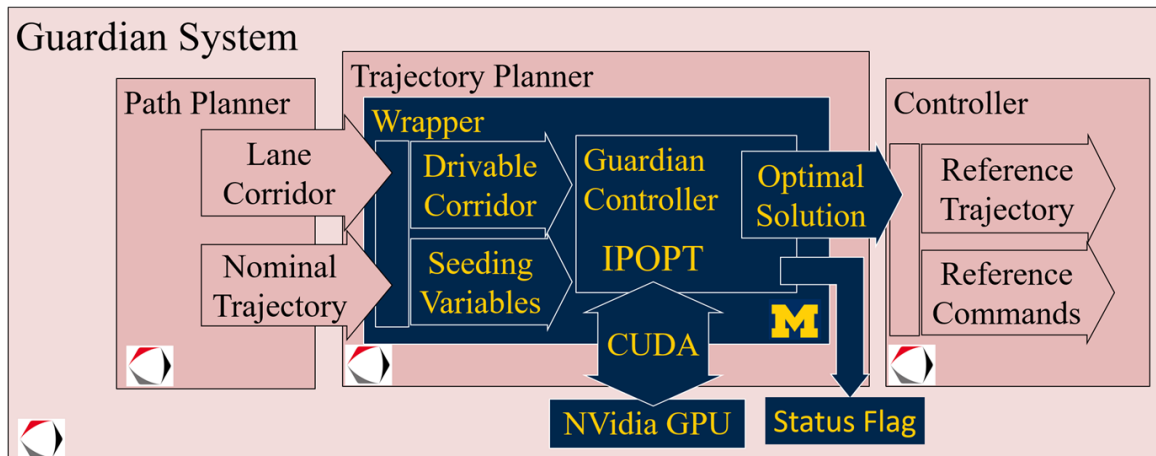 Guardian System
Path Planner
Lane
Corridor
Nominal
Trajectory
Trajectory Planner
Wrapper
Drivable
Corridor
Seeding
Variables
Guardian
Controller
IPOPT
CUDA
NVidia GPU
M
Optimal
Solution
Status Flag
Controller
Reference
Trajectory
Reference
Commands